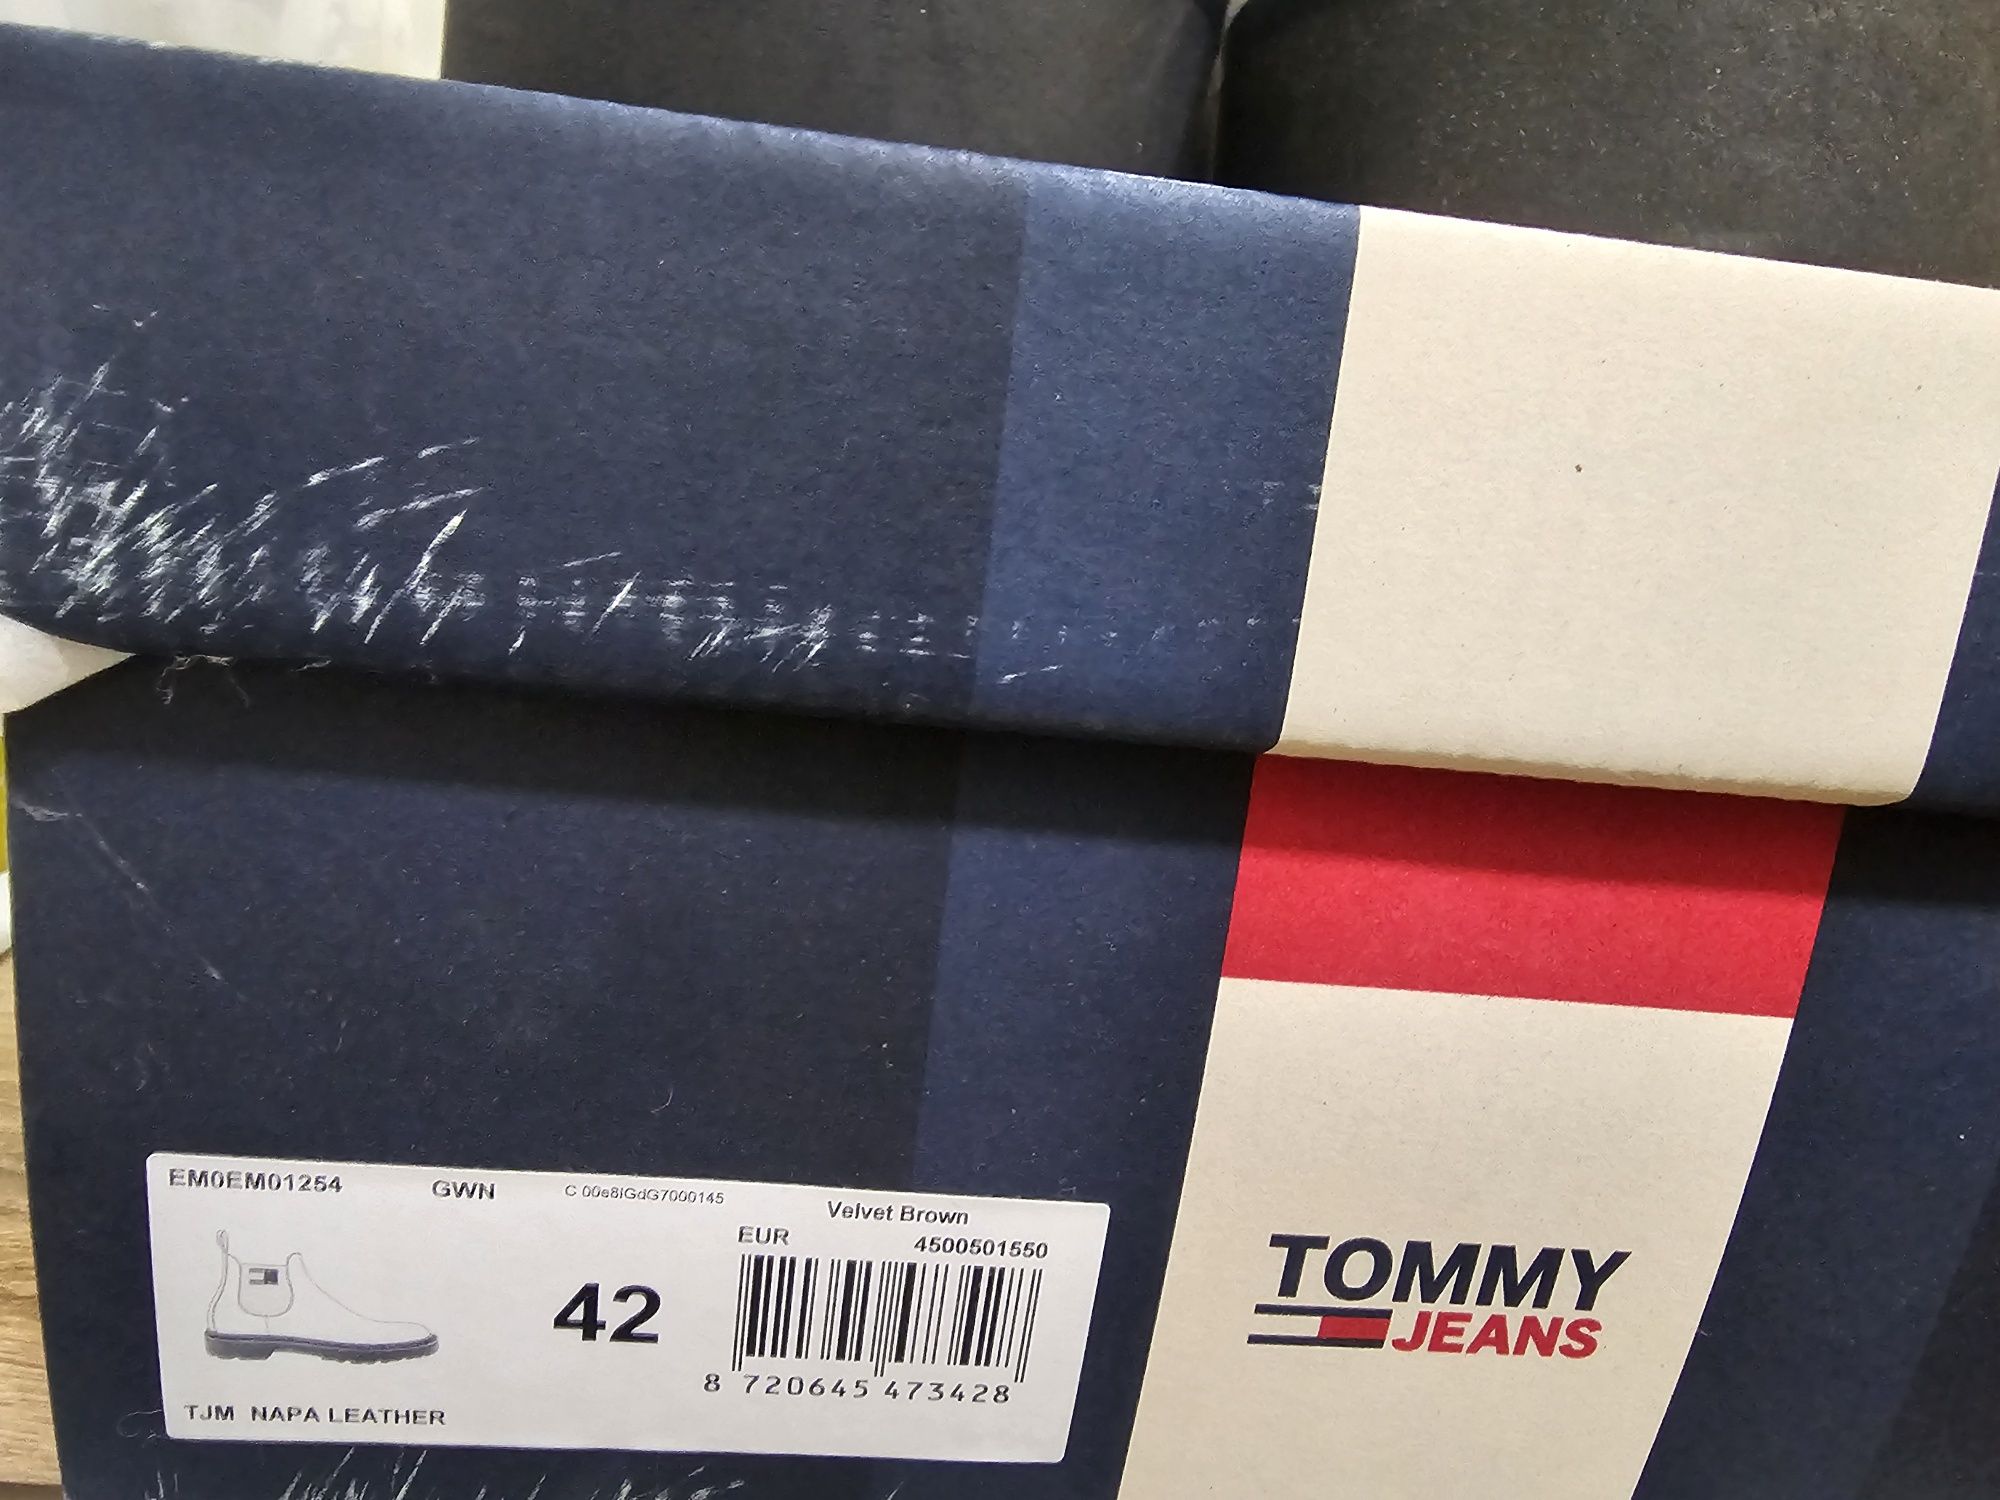 EM0EM01254 GWN C 00e8IGdG7000145
Velvet Brown
EUR 4500501550
42
8 720645 473428
TJM NAPA LEATHER
TOMMY
JEANS